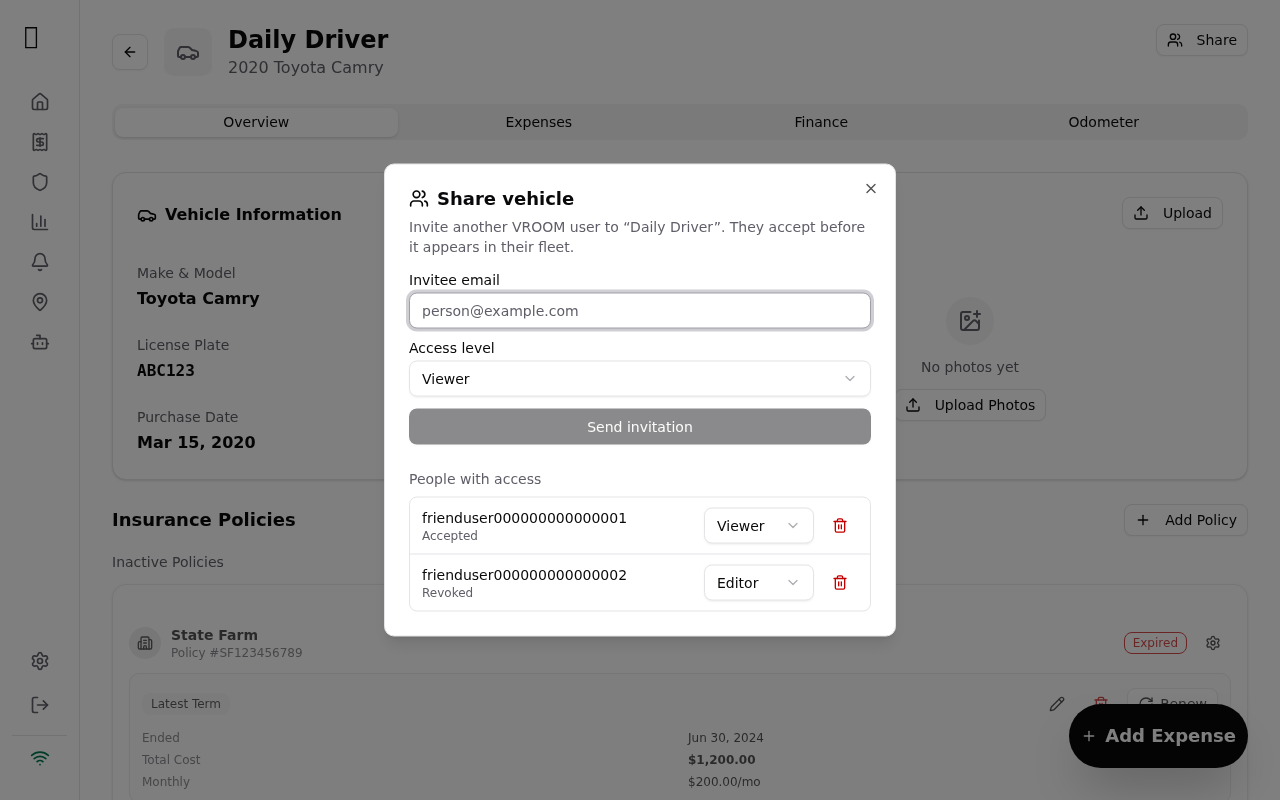 Daily Driver
2020 Toyota Camry
Share
Overview
Expenses
Finance
Odometer
Vehicle Information
Upload
Make & Model
Toyota Camry
License Plate
ABC123
Purchase Date
Mar 15, 2020
No photos yet
Upload Photos
Share vehicle
Invite another VROOM user to “Daily Driver”. They accept before
it appears in their fleet.
Invitee email
person@example.com
Access level
Viewer
Send invitation
People with access
frienduser000000000000001
Accepted
Viewer
frienduser000000000000002
Revoked
Editor
Insurance Policies
Add Policy
Inactive Policies
State Farm
Policy #SF123456789
Expired
Latest Term
Renew
Ended
Jun 30, 2024
Total Cost
$1,200.00
Monthly
$200.00/mo
Add Expense